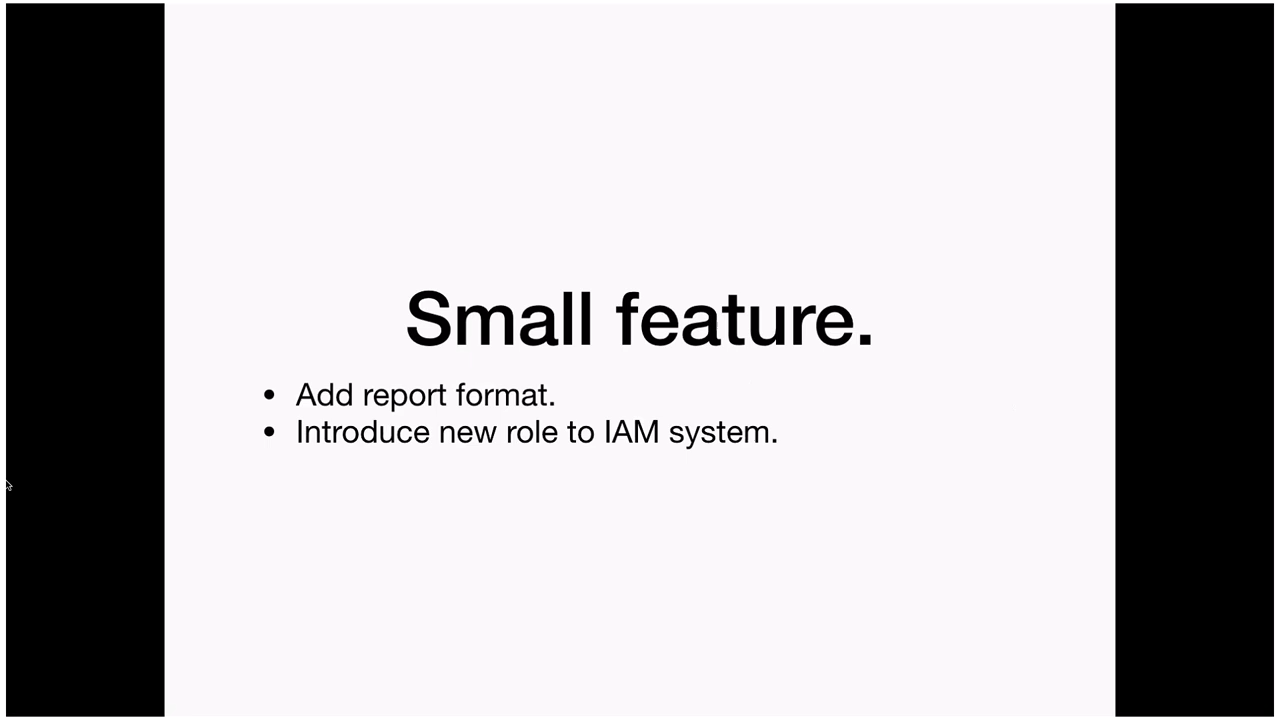 Small feature.
• Add report format.
• Introduce new role to IAM system.